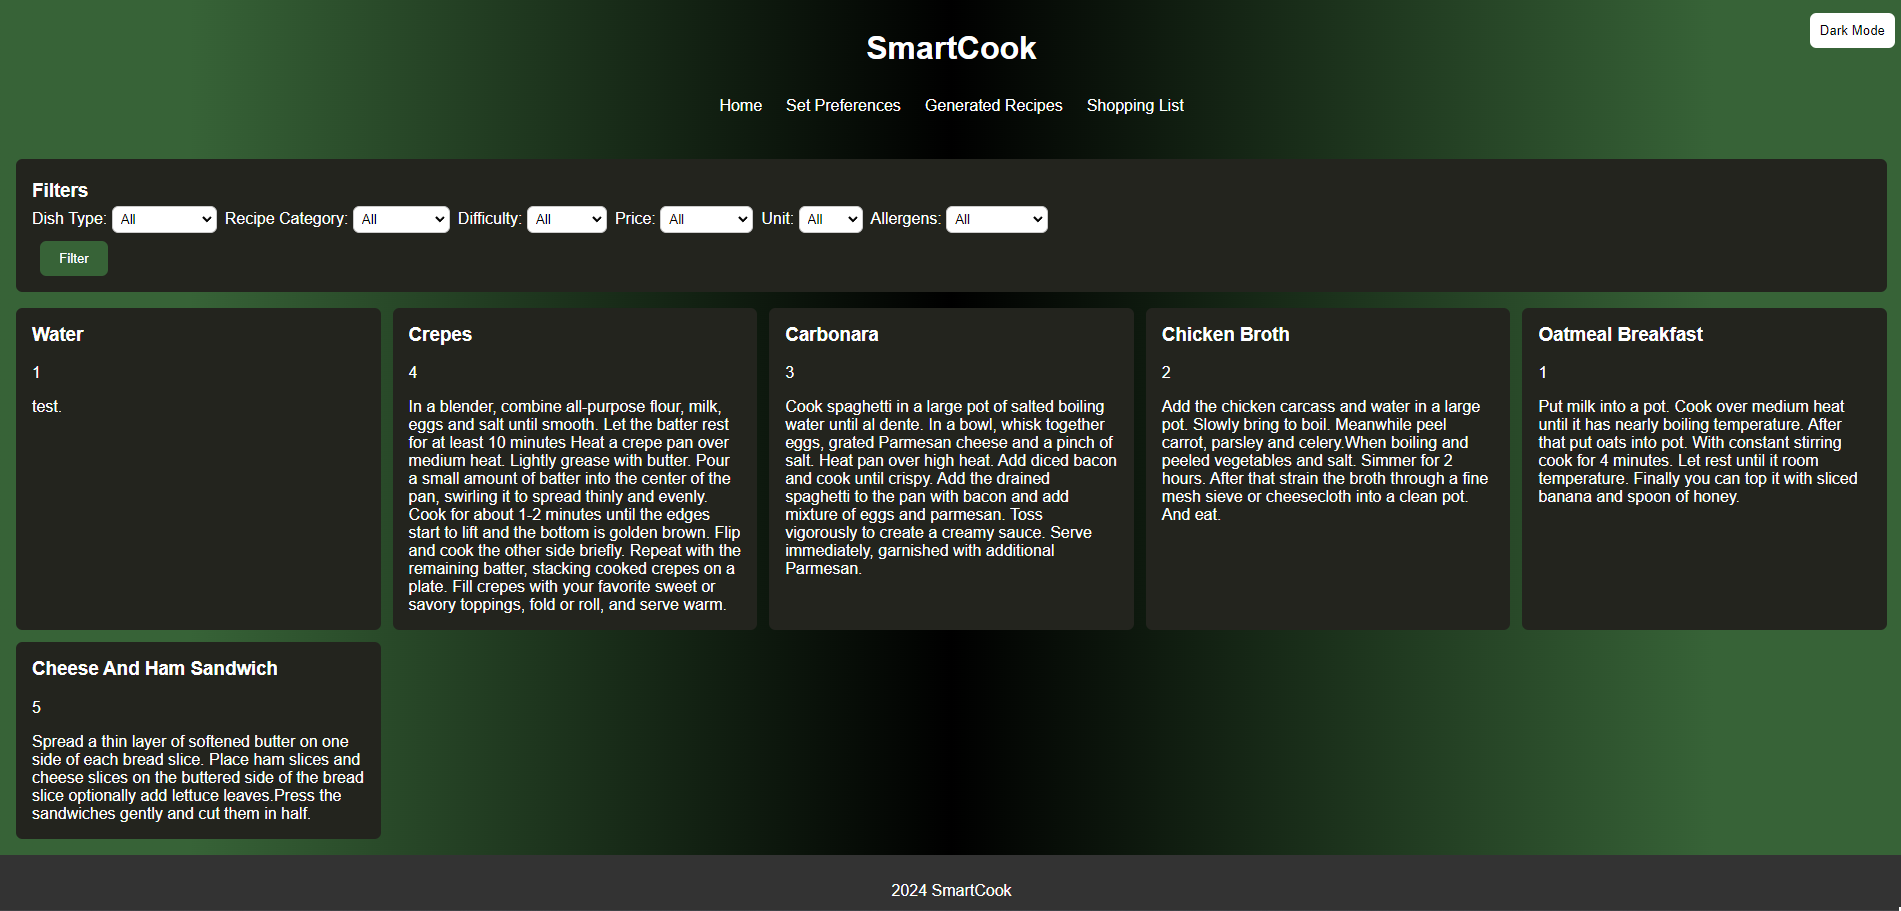 SmartCook
Dark Mode
Home Set Preferences Generated Recipes Shopping List
Filters
Dish Type: All Recipe Category: All Difficulty: All Price: All Unit: All Allergens: All
Filter
Water
1
test.
Crepes
4
In a blender, combine all-purpose flour, milk,
eggs and salt until smooth. Let the batter rest
for at least 10 minutes Heat a crepe pan over
medium heat. Lightly grease with butter. Pour
a small amount of batter into the center of the
pan, swirling it to spread thinly and evenly.
Cook for about 1-2 minutes until the edges
start to lift and the bottom is golden brown. Flip
and cook the other side briefly. Repeat with the
remaining batter, stacking cooked crepes on a
plate. Fill crepes with your favorite sweet or
savory toppings, fold or roll, and serve warm.
Carbonara
3
Cook spaghetti in a large pot of salted boiling
water until al dente. In a bowl, whisk together
eggs, grated Parmesan cheese and a pinch of
salt. Heat pan over high heat. Add diced bacon
and cook until crispy. Add the drained
spaghetti to the pan with bacon and add
mixture of eggs and parmesan. Toss
vigorously to create a creamy sauce. Serve
immediately, garnished with additional
Parmesan.
Chicken Broth
2
Add the chicken carcass and water in a large
pot. Slowly bring to boil. Meanwhile peel
carrot, parsley and celery.When boiling and
peeled vegetables and salt. Simmer for 2
hours. After that strain the broth through a fine
mesh sieve or cheesecloth into a clean pot.
And eat.
Oatmeal Breakfast
1
Put milk into a pot. Cook over medium heat
until it has nearly boiling temperature. After
that put oats into pot. With constant stirring
cook for 4 minutes. Let rest until it room
temperature. Finally you can top it with sliced
banana and spoon of honey.
Cheese And Ham Sandwich
5
Spread a thin layer of softened butter on one
side of each bread slice. Place ham slices and
cheese slices on the buttered side of the bread
slice optionally add lettuce leaves.Press the
sandwiches gently and cut them in half.
2024 SmartCook